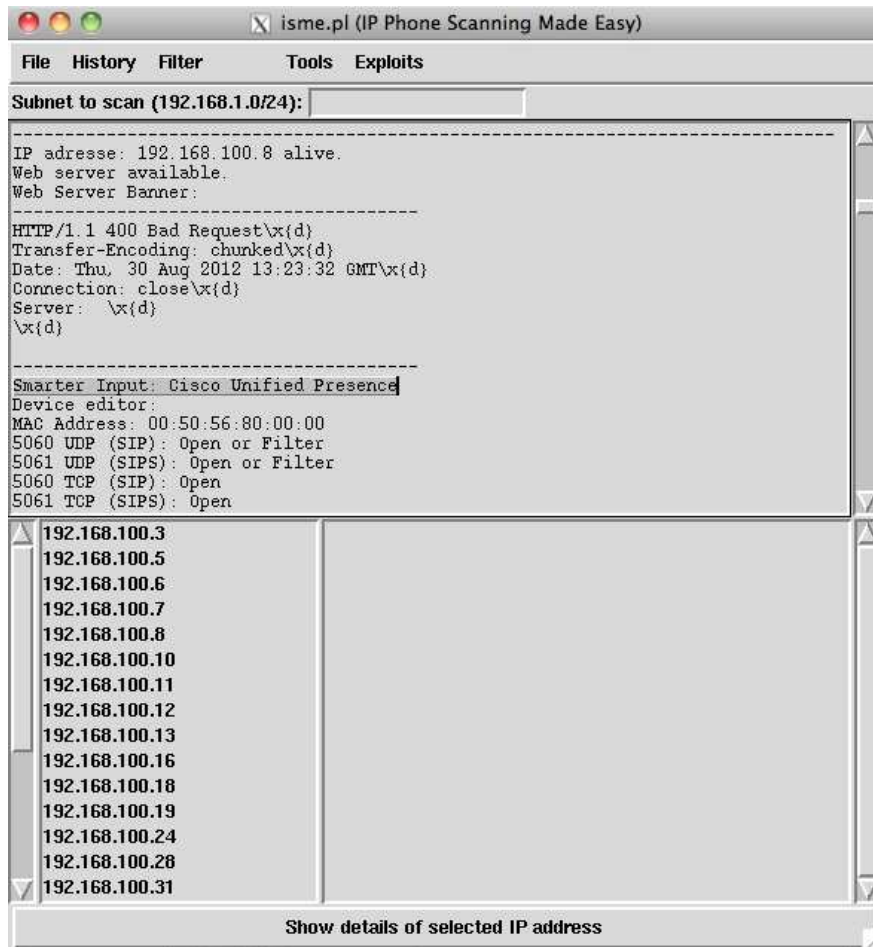 isme.pl (IP Phone Scanning Made Easy)
File History Filter Tools Exploits
Subnet to scan (192.168.1.0/24):
--------------------------------------------------------------------------------
IP adresse: 192.168.100.8 alive.
Web server available.
Web Server Banner:
----------------------------------------
HTTP/1.1 400 Bad Request\x{d}
Transfer-Encoding: chunked\x{d}
Date: Thu, 30 Aug 2012 13:23:32 GMT\x{d}
Connection: close\x{d}
Server:  \x{d}
\x{d}
----------------------------------------
Smarter Input: Cisco Unified Presence
Device editor:
MAC Address: 00:50:56:80:00:00
5060 UDP (SIP): Open or Filter
5061 UDP (SIPS): Open or Filter
5060 TCP (SIP): Open
5061 TCP (SIPS): Open
192.168.100.3
192.168.100.5
192.168.100.6
192.168.100.7
192.168.100.8
192.168.100.10
192.168.100.11
192.168.100.12
192.168.100.13
192.168.100.16
192.168.100.18
192.168.100.19
192.168.100.24
192.168.100.28
192.168.100.31
Show details of selected IP address